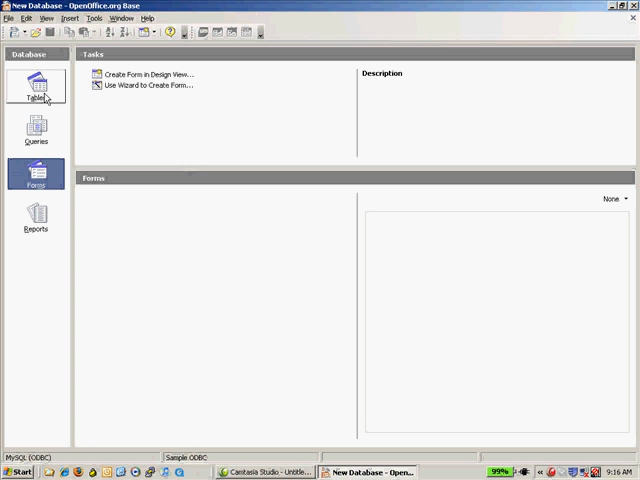 New Database - OpenOffice.org Base
File Edit View Insert Tools Window Help
Database
Tables
Queries
Forms
Reports
Tasks
Create Form in Design View...
Use Wizard to Create Form...
Description
Forms
None
MySQL (ODBC)
Sample ODBC
Start
Camtasia Studio - Untitle...
New Database - Open...
99%
9:16 AM